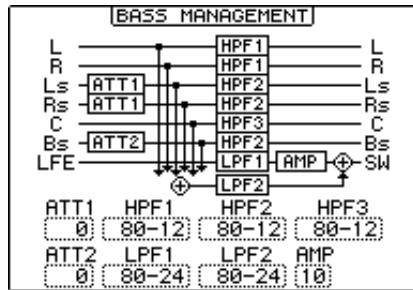 BASS MANAGEMENT
L HPF1 L
R HPF1 R
Ls ATT1 HPF2 Ls
Rs ATT1 HPF2 Rs
C HPF3 C
Bs ATT2 HPF2 Bs
LFE LPF1 AMP SW
LPF2
ATT1 HPF1 HPF2 HPF3
0 80-12 80-12 80-12
ATT2 LPF1 LPF2 AMP
0 80-24 80-24 10